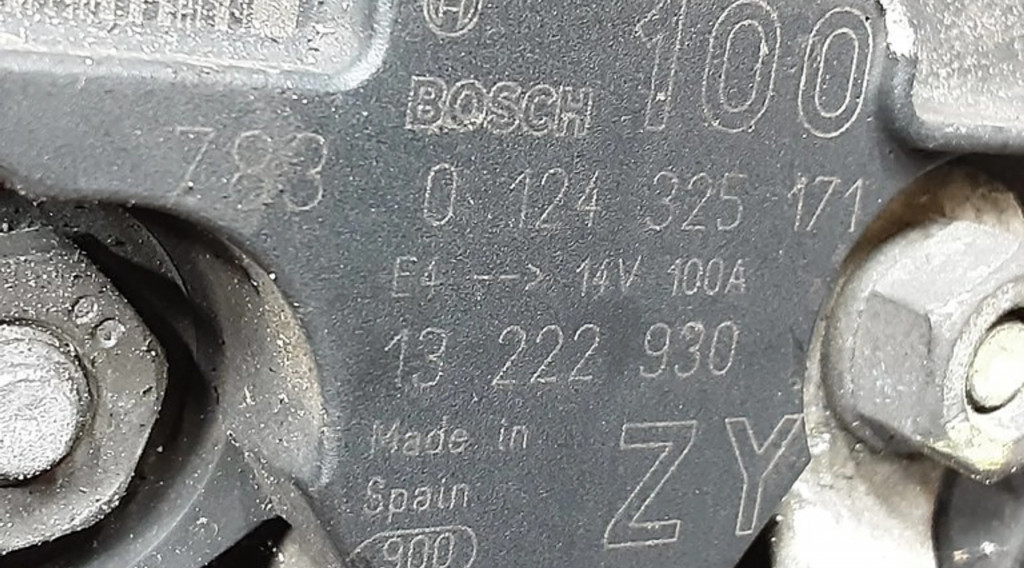 100
BOSCH
783
0 124 325 171
E4 --> 14V 100A
13 222 930
Made in
Spain
ZY
900